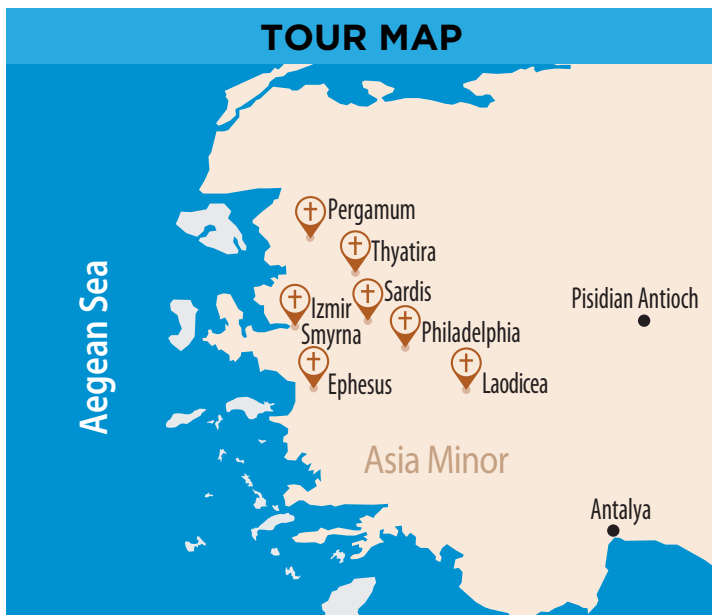 TOUR MAP
Pergamum
Thyatira
Sardis
Izmir
Smyrna
Philadelphia
Pisidian Antioch
Ephesus
Laodicea
Aegean Sea
Asia Minor
Antalya